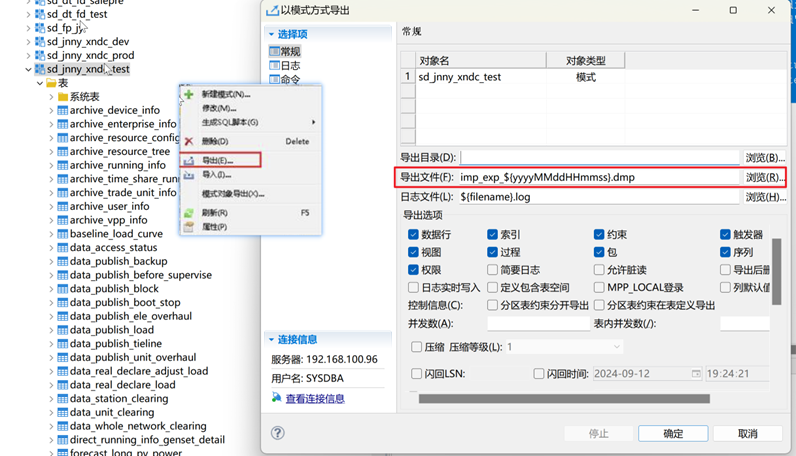 sd_dt_fd_salepre
sd_dt_fd_test
sd_fp_jy
sd_jnny_xndc_dev
sd_jnny_xndc_prod
sd_jnny_xndc_test
表
系统表
archive_device_info
archive_enterprise_info
archive_resource_config
archive_resource_tree
archive_running_info
archive_time_share_runn
archive_trade_unit_info
archive_user_info
archive_vpp_info
baseline_load_curve
data_access_status
data_publish_backup
data_publish_before_supervise
data_publish_block
data_publish_boot_stop
data_publish_ele_overhaul
data_publish_load
data_publish_tieline
data_publish_unit_overhaul
data_real_declare_adjust_load
data_real_declare_load
data_station_clearing
data_unit_clearing
data_whole_network_clearing
direct_running_info_genset_detail
forecast_long_pv_power
新建模式(N)...
修改(M)...
生成SQL脚本(G)
删除(D) Delete
导出(E)...
导入(I)...
模式对象导出(X)...
刷新(R) F5
属性(P)
以模式方式导出
选择项
常规
日志
命令
连接信息
服务器: 192.168.100.96
用户名: SYSDBA
查看连接信息
常规
对象名 对象类型
1 sd_jnny_xndc_test 模式
导出目录(D): 浏览(B)...
导出文件(F): imp_exp_${yyyyMMddHHmmss}.dmp 浏览(R)...
日志文件(L): ${filename}.log 浏览(H)...
导出选项
数据行 索引 约束 触发器
视图 过程 包 序列
权限 简要日志 允许脏读 导出后删
日志实时写入 定义包含表空间 MPP_LOCAL登录 列默认值
控制信息(C): 分区表约束分开导出 分区表约束在表定义导出
并发数(A): 表内并发数(/):
压缩 压缩等级(L): 1
闪回LSN: 闪回时间: 2024-09-12 19:24:21
停止 确定 取消